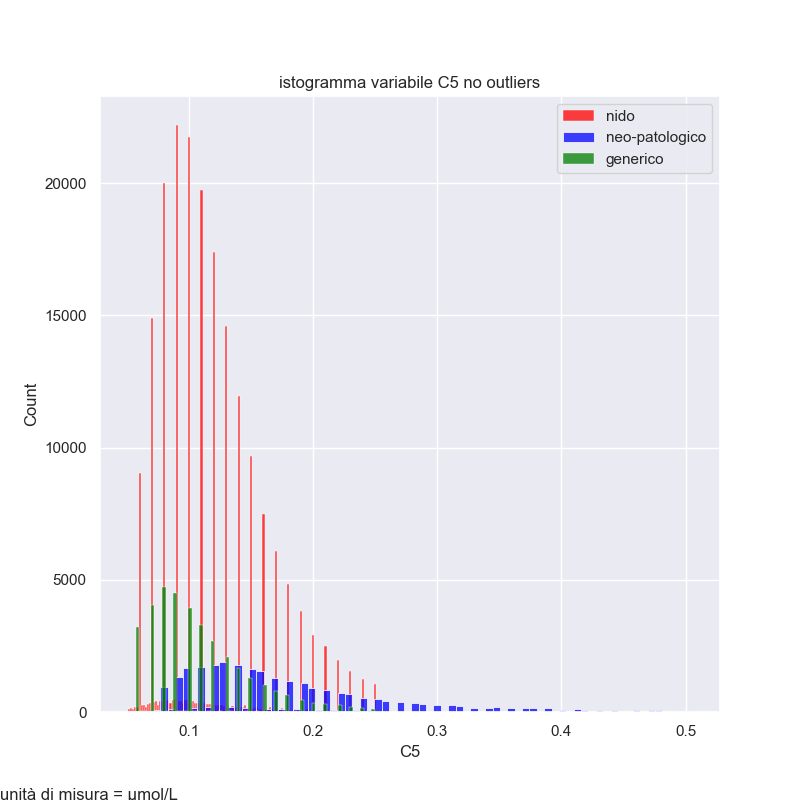 istogramma variabile C5 no outliers
nido
neo-patologico
generico
20000
15000
10000
5000
0
Count
0.1 0.2 0.3 0.4 0.5
C5
unità di misura = μmol/L